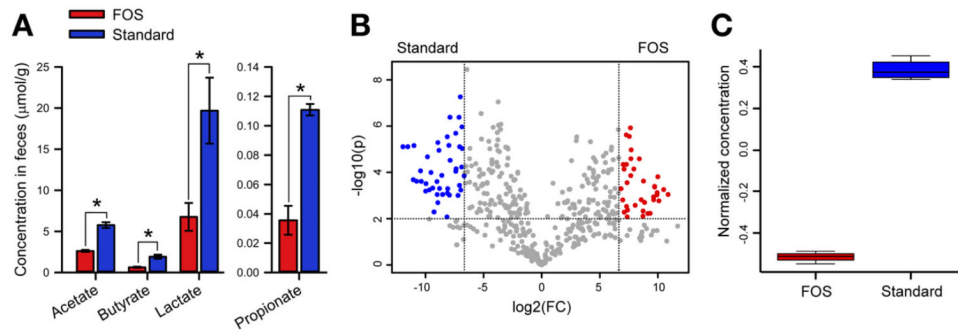 A
FOS
Standard
Concentration in feces (μmol/g)
25
20
15
10
5
0
*
*
*
0.14
0.12
0.10
0.08
0.06
0.04
0.02
0.00
*
Acetate
Butyrate
Lactate
Propionate
B
Standard
FOS
-log10(p)
8
6
4
2
0
-10
-5
0
5
10
log2(FC)
C
Normalized concentration
0.4
0.2
-0.2
-0.4
FOS
Standard